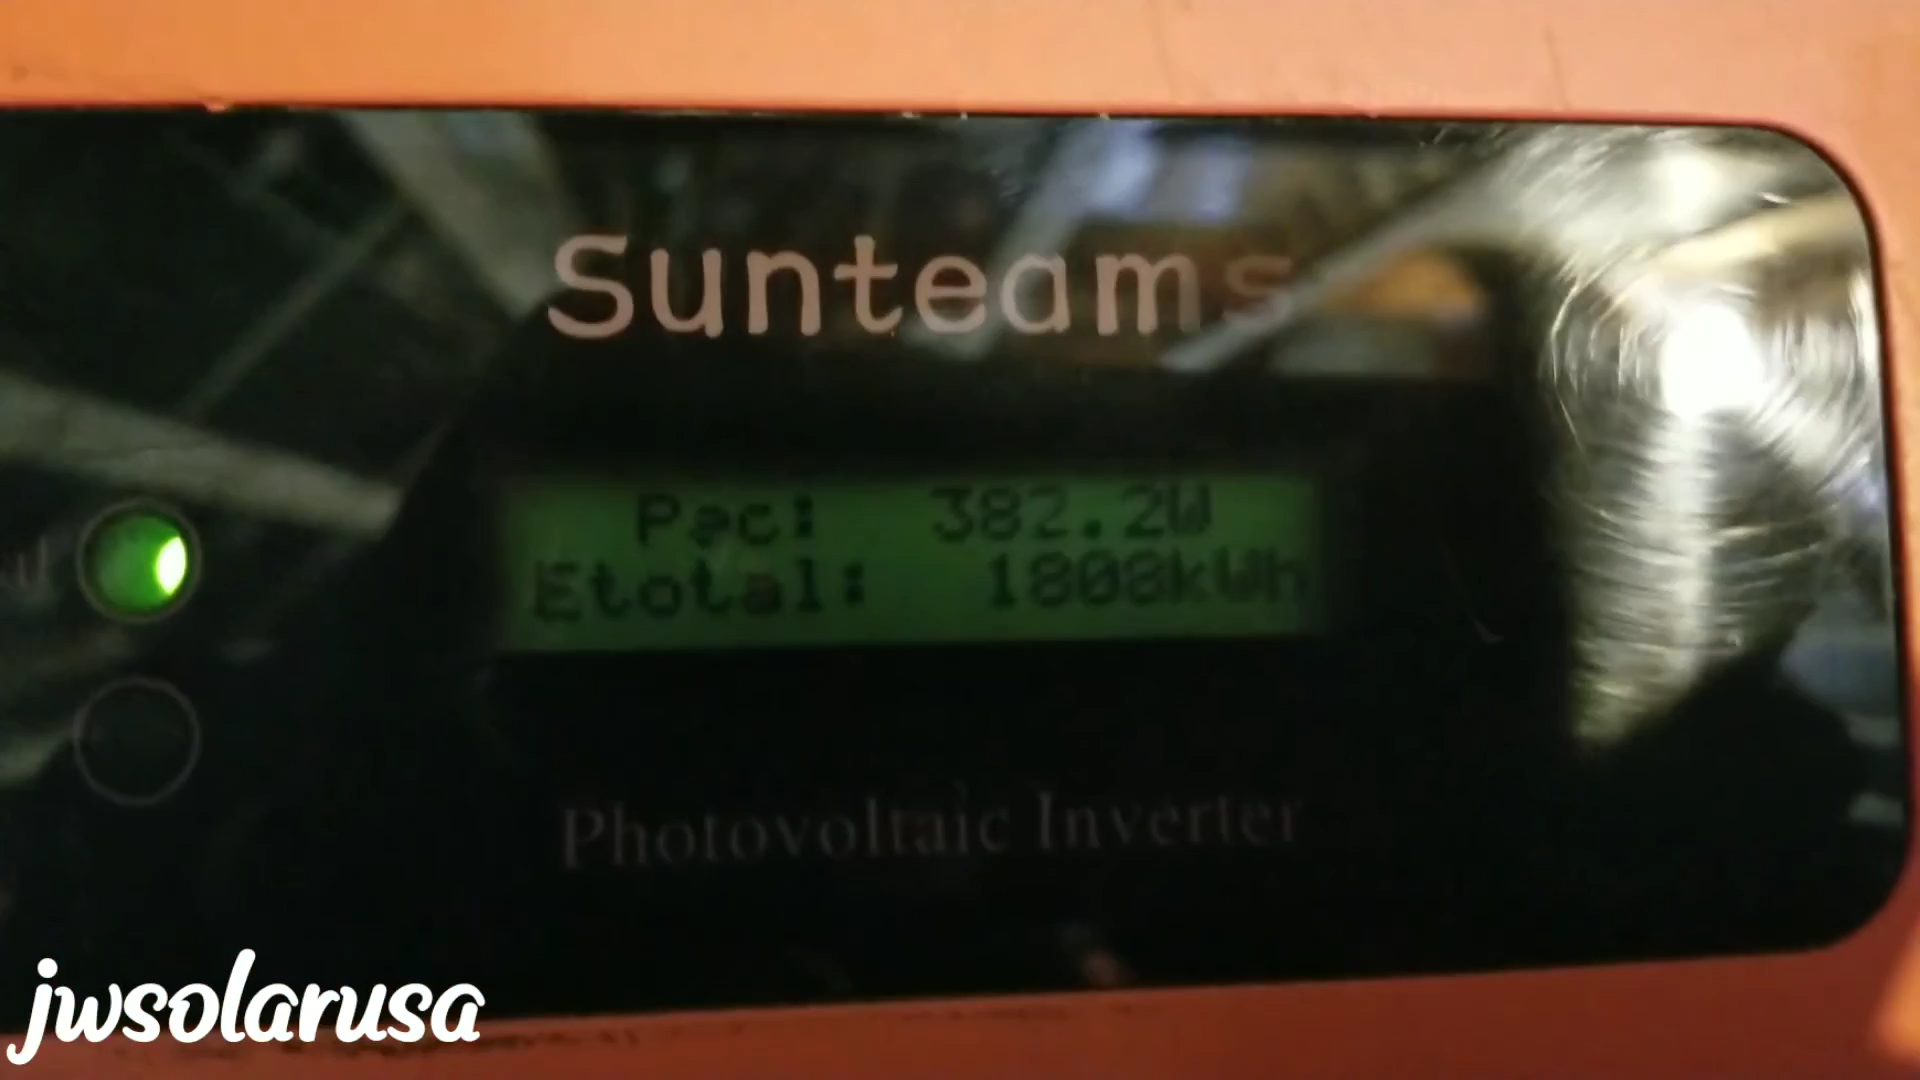 Sunteams
Pac: 382.2W
Etotal: 1808kWh
Photovoltaic Inverter
jwsolarusa